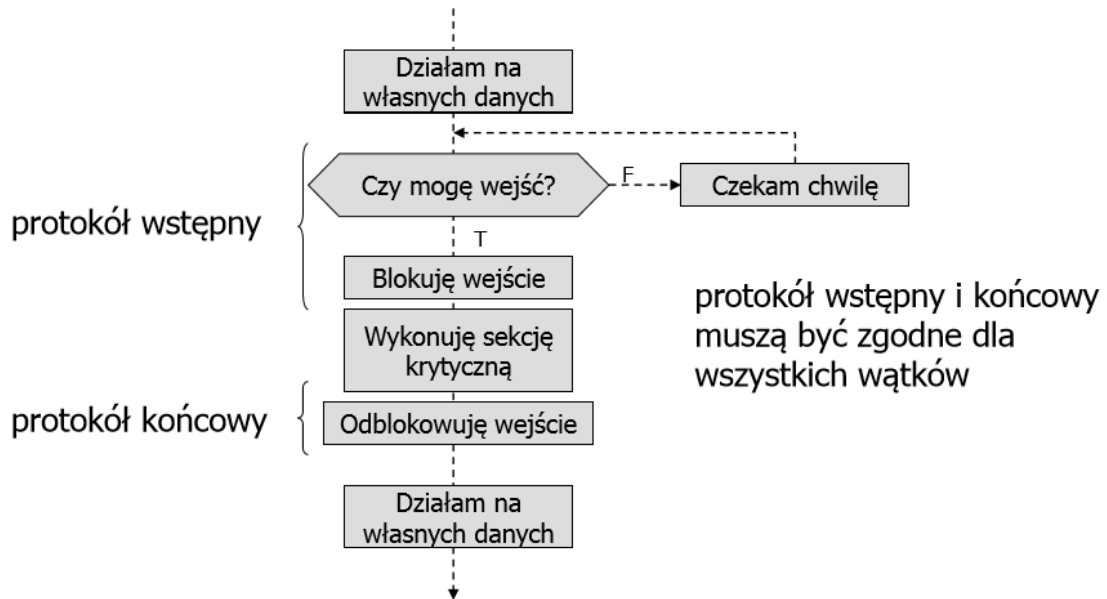 Działam na
własnych danych
Czy mogę wejść?
F
Czekam chwilę
protokół wstępny
T
Blokuję wejście
protokół wstępny i końcowy
muszą być zgodne dla
wszystkich wątków
Wykonuję sekcję
krytyczną
protokół końcowy
Odblokowuję wejście
Działam na
własnych danych